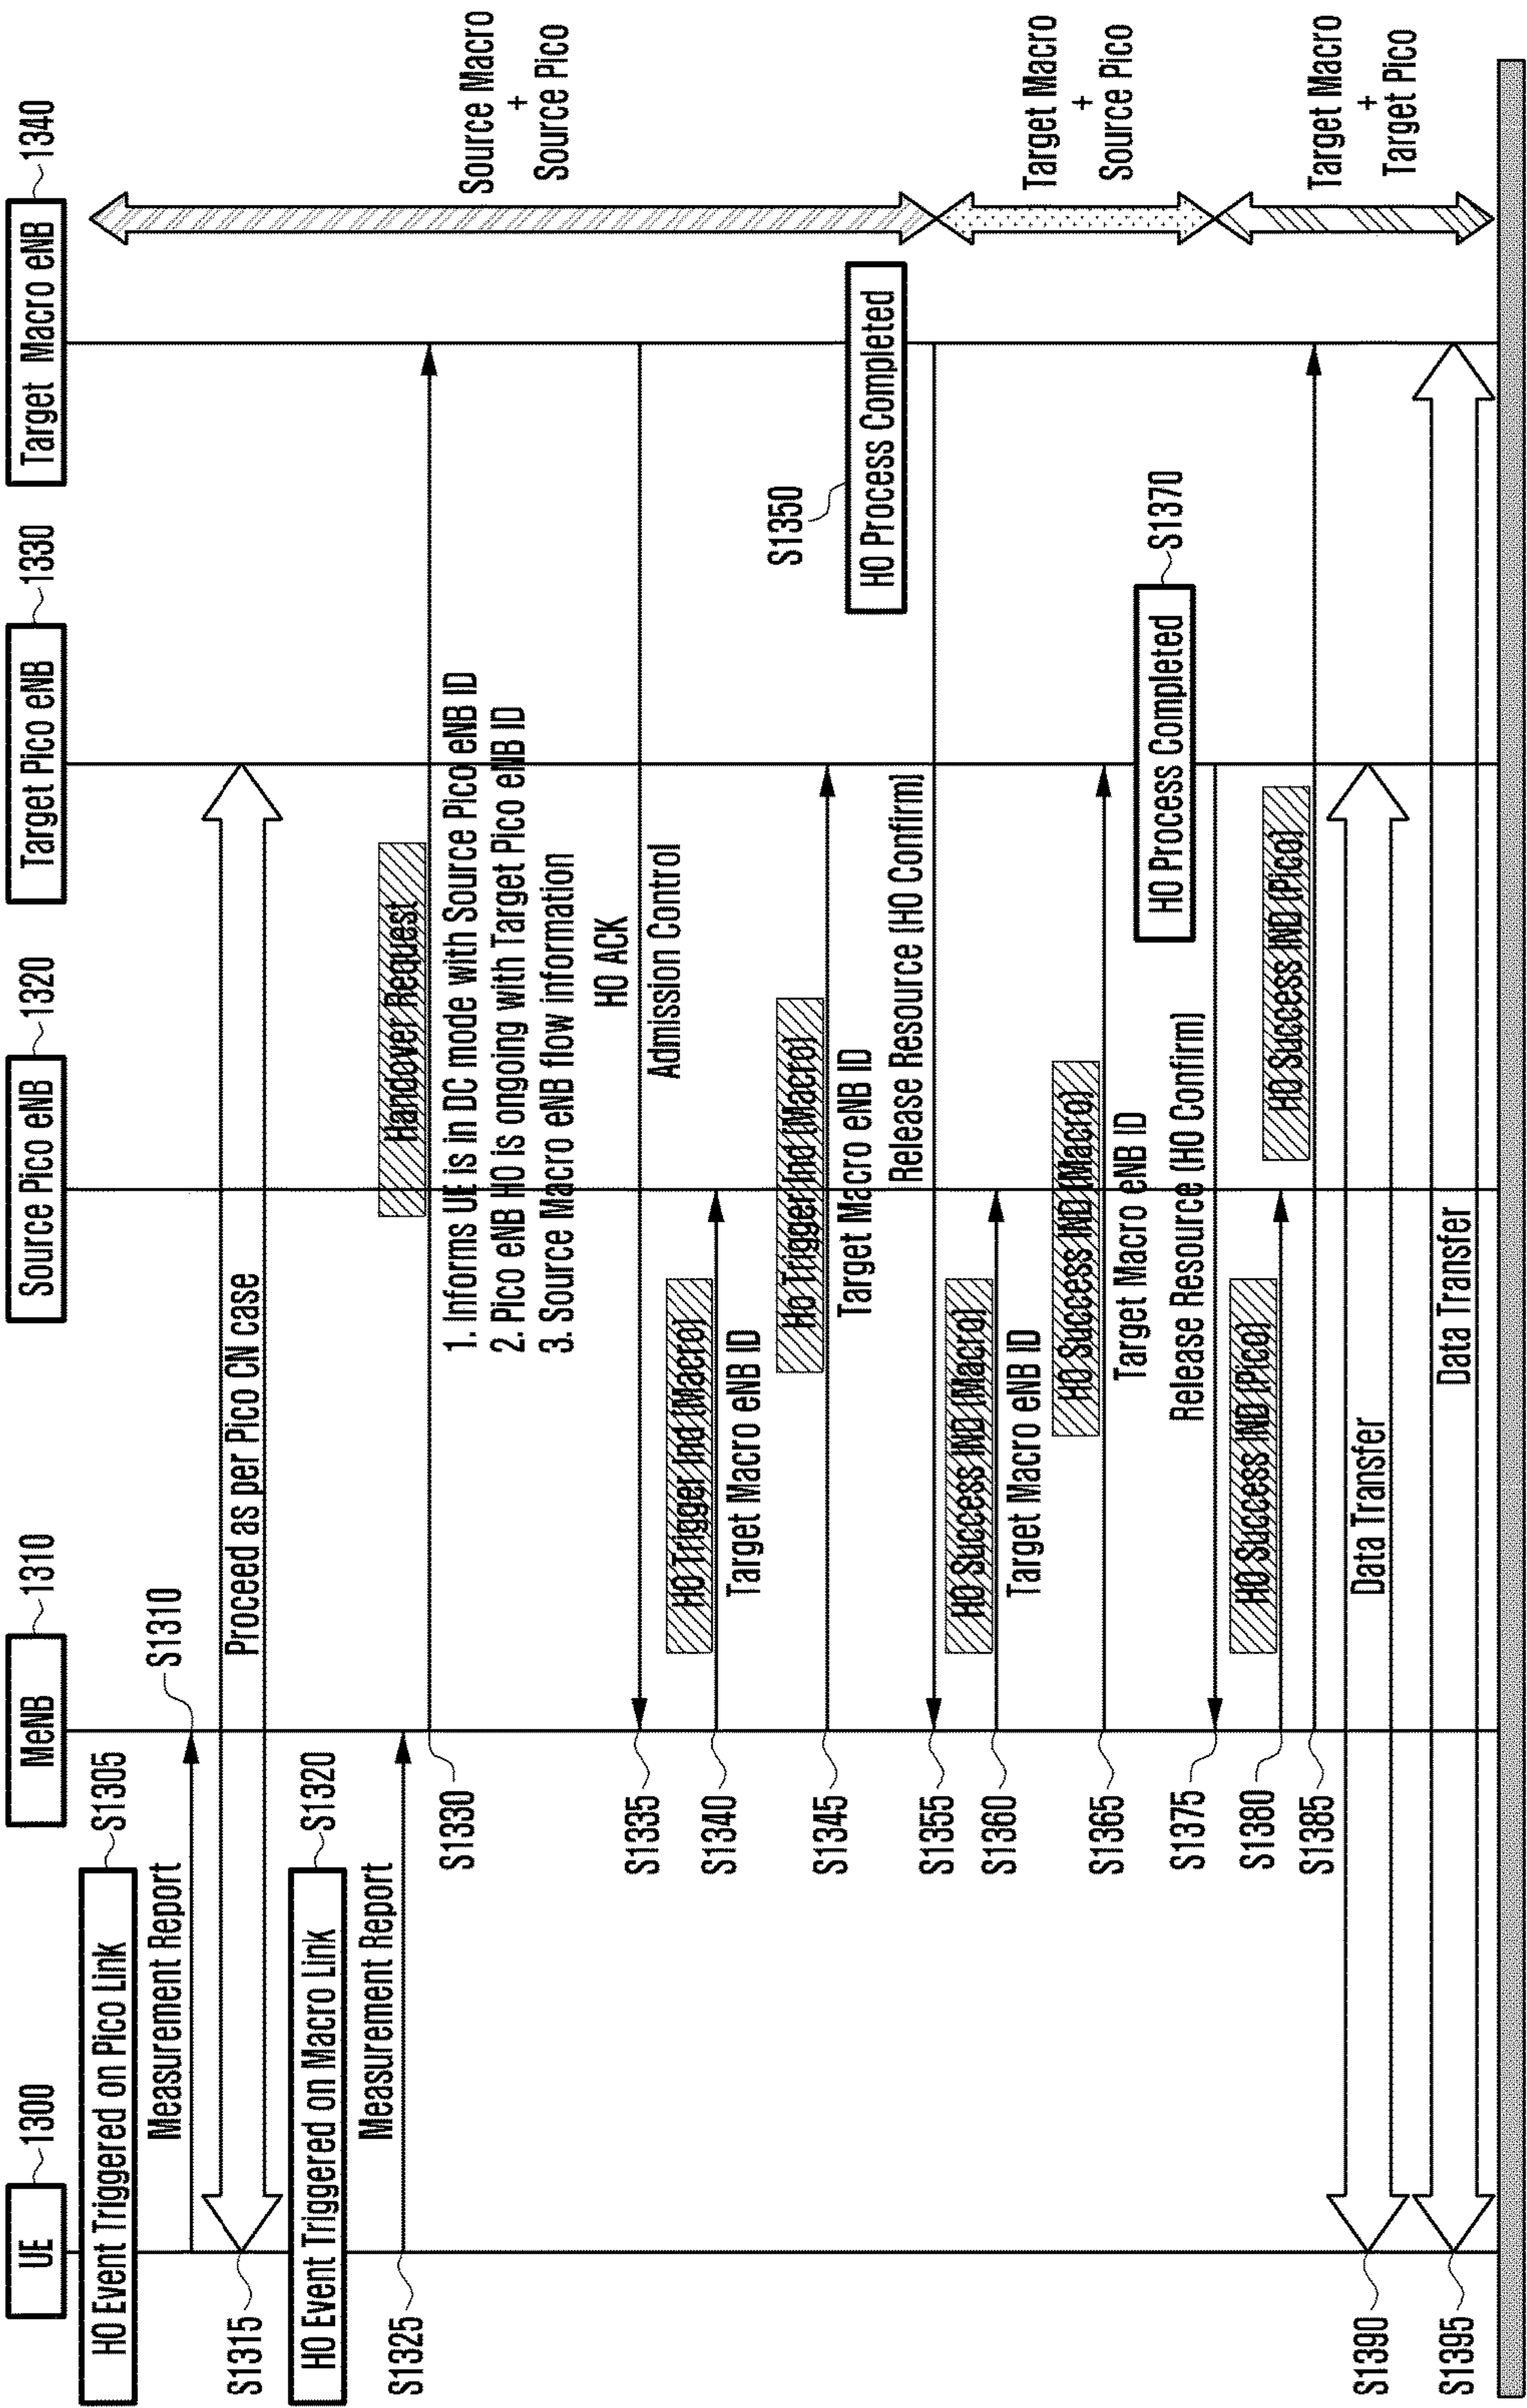 UE
1300
MeNB
1310
Source Pico eNB
1320
Target Pico eNB
1330
Target Macro eNB
1340
HO Event Triggered on Pico Link
S1305
Measurement Report
S1310
Proceed as per Pico CN case
S1315
HO Event Triggered on Macro Link
S1320
Measurement Report
S1325
Handover Request
S1330
1. Informs UE is in DC mode with Source Pico eNB ID
2. Pico eNB HO is ongoing with Target Pico eNB ID
3. Source Macro eNB flow information
HO ACK
S1335
Admission Control
HO Trigger Ind (Macro)
S1340
Target Macro eNB ID
Ho Trigger Ind (Macro)
S1345
Target Macro eNB ID
S1350
HO Process Completed
Release Resource (HO Confirm)
S1355
HO Success IND (Macro)
S1360
Target Macro eNB ID
HO Success IND (Macro)
S1365
Target Macro eNB ID
HO Process Completed
S1370
Release Resource (HO Confirm)
S1375
HO Success IND (Pico)
S1380
HO Success IND (Pico)
S1385
Data Transfer
S1390
Data Transfer
S1395
Source Macro
+
Source Pico
Target Macro
+
Source Pico
Target Macro
+
Target Pico